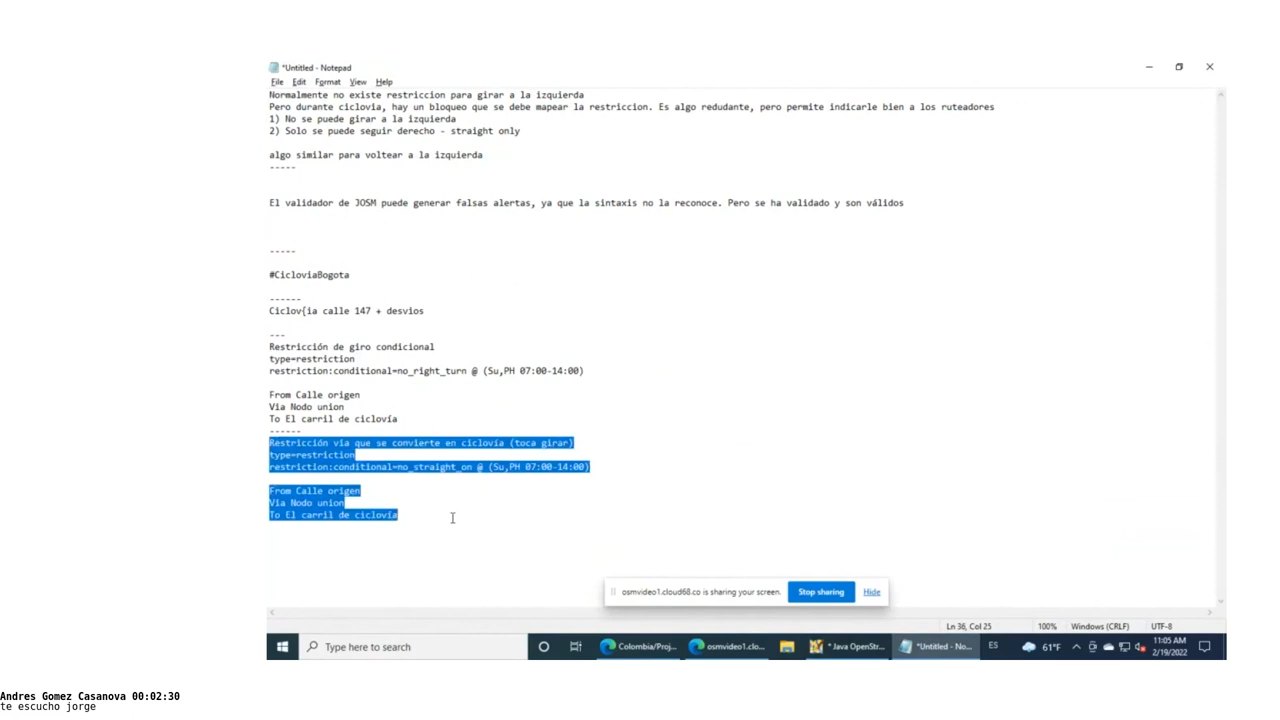 *Untitled - Notepad
File Edit Format View Help
Normalmente no existe restriccion para girar a la izquierda
Pero durante ciclovia, hay un bloqueo que se debe mapear la restriccion. Es algo redudante, pero permite indicarle bien a los ruteadores
1) No se puede girar a la izquierda
2) Solo se puede seguir derecho - straight only
algo similar para voltear a la izquierda
-----
El validador de JOSM puede generar falsas alertas, ya que la sintaxis no la reconoce. Pero se ha validado y son válidos
-----
#CicloviaBogota
------
Ciclov{ia calle 147 + desvios
---
Restricción de giro condicional
type=restriction
restriction:conditional=no_right_turn @ (Su,PH 07:00-14:00)
From Calle origen
Via Nodo union
To El carril de ciclovía
------
Restricción vía que se convierte en ciclovía (toca girar)
type=restriction
restriction:conditional=no_straight_on @ (Su,PH 07:00-14:00)
From Calle origen
Via Nodo union
To El carril de ciclovía
osmvideo1.cloud68.co is sharing your screen. Stop sharing Hide
Ln 36, Col 25 100% Windows (CRLF) UTF-8
Type here to search Colombia/Proj... osmvideo1.clo... * Java OpenStr... *Untitled - No... ES 61°F 11:05 AM
2/19/2022
Andres Gomez Casanova 00:02:30
te escucho jorge